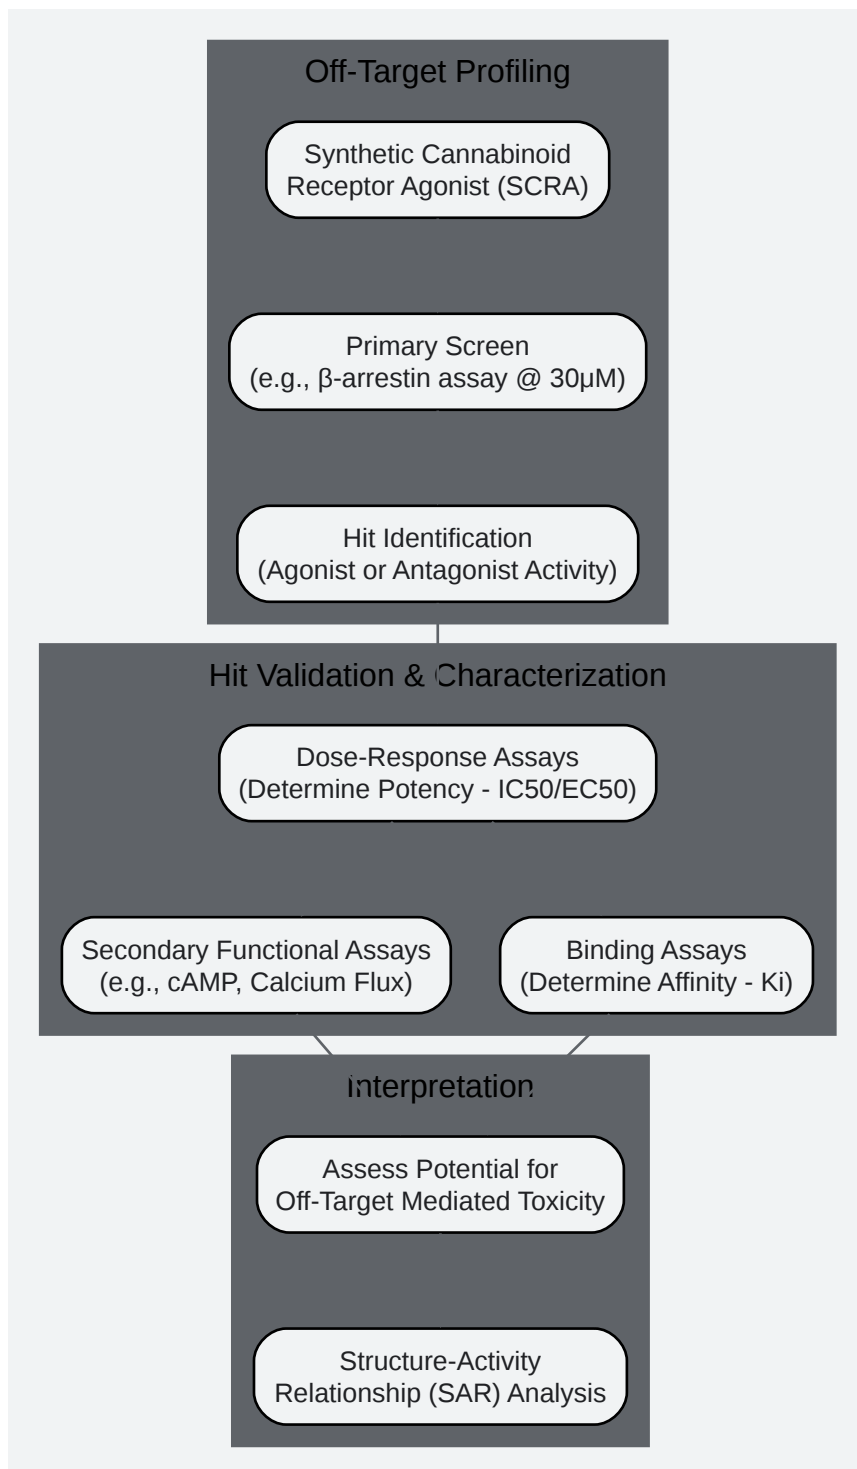 Off-Target Profiling
Synthetic Cannabinoid
Receptor Agonist (SCRA)
Primary Screen
(e.g., β-arrestin assay @ 30μM)
Hit Identification
(Agonist or Antagonist Activity)
Hit Validation & Characterization
Dose-Response Assays
(Determine Potency - IC50/EC50)
Secondary Functional Assays
(e.g., cAMP, Calcium Flux)
Binding Assays
(Determine Affinity - Ki)
Interpretation
Assess Potential for
Off-Target Mediated Toxicity
Structure-Activity
Relationship (SAR) Analysis